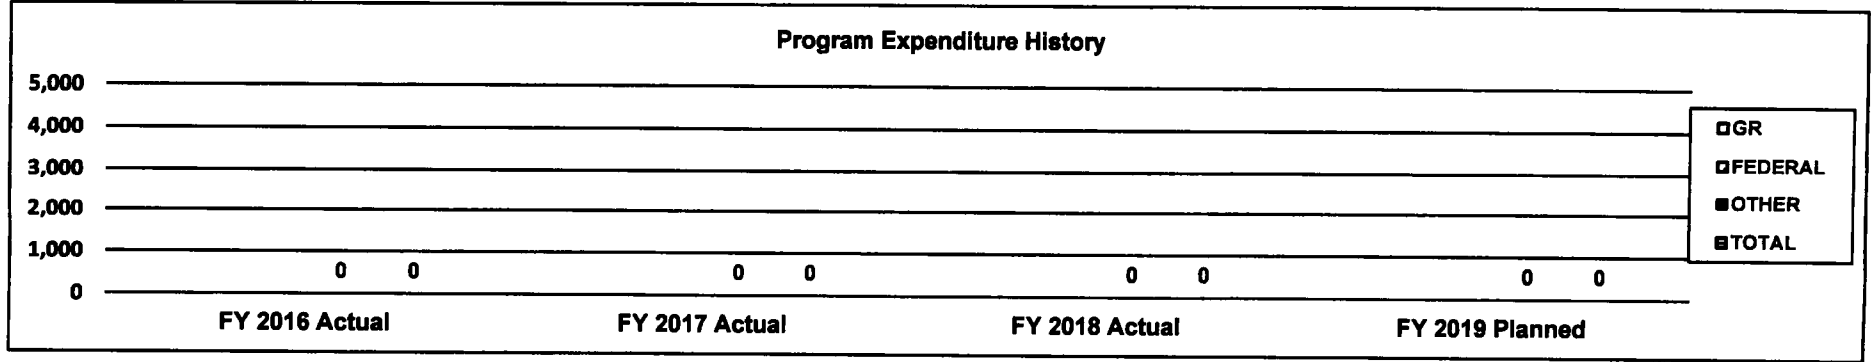 Program Expenditure History
5,000
4,000
3,000
2,000
1,000
0
0 0 0 0 0 0 0 0
FY 2016 Actual FY 2017 Actual FY 2018 Actual FY 2019 Planned
GR
FEDERAL
OTHER
TOTAL